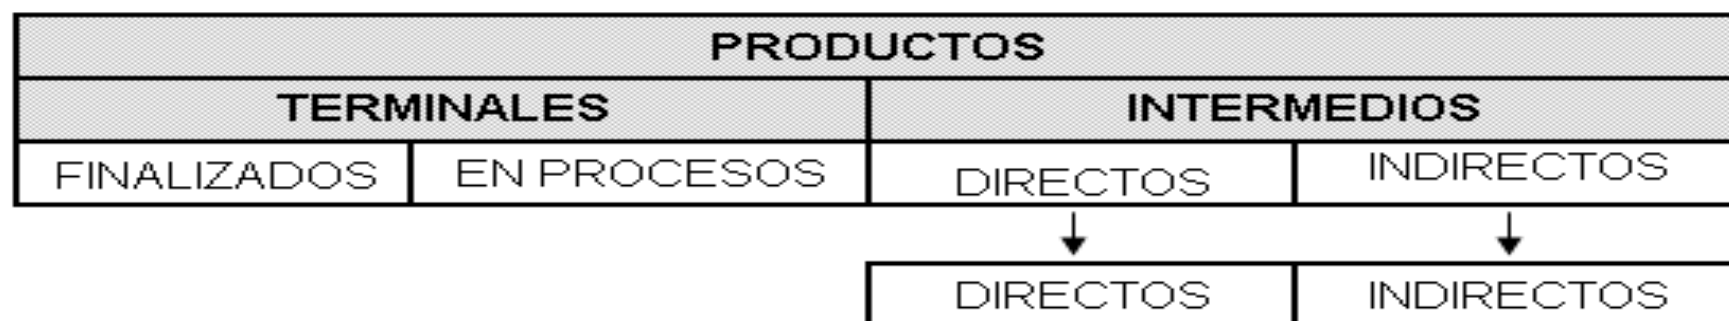 PRODUCTOS
TERMINALES INTERMEDIOS
FINALIZADOS EN PROCESOS DIRECTOS INDIRECTOS
DIRECTOS INDIRECTOS